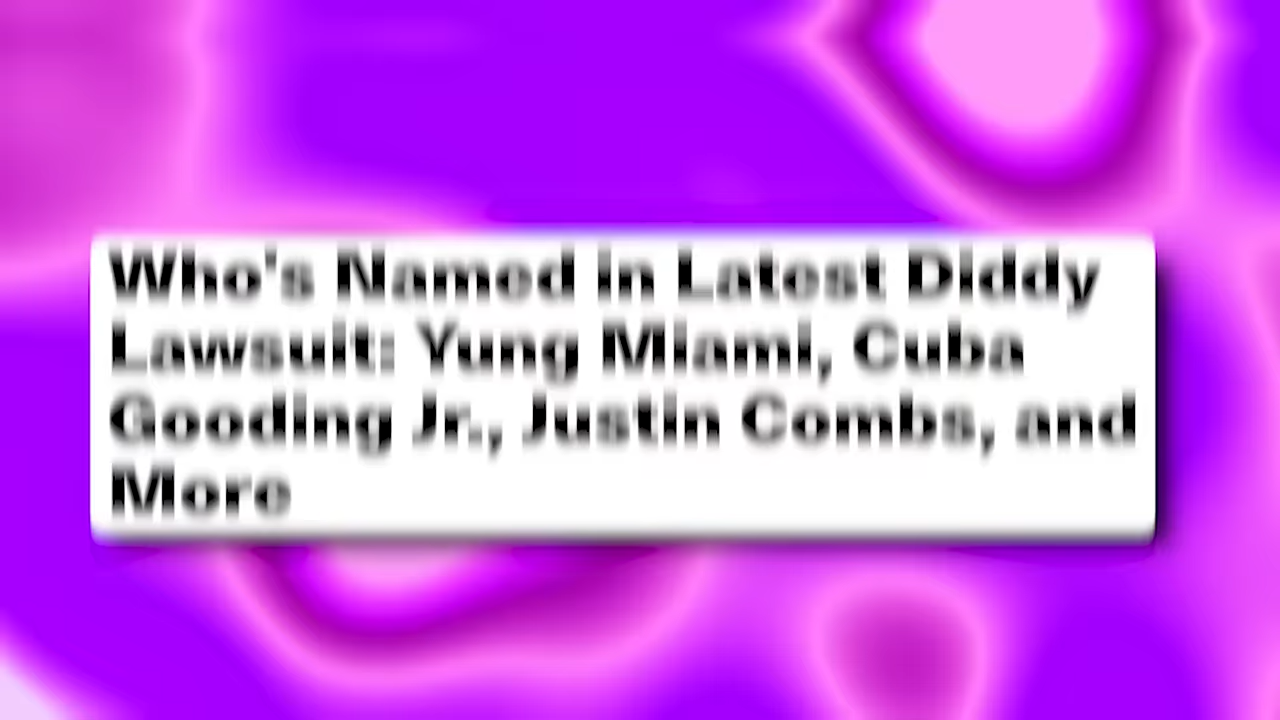 Who's Named in Latest Diddy
Lawsuit: Yung Miami, Cuba
Gooding Jr., Justin Combs, and
More